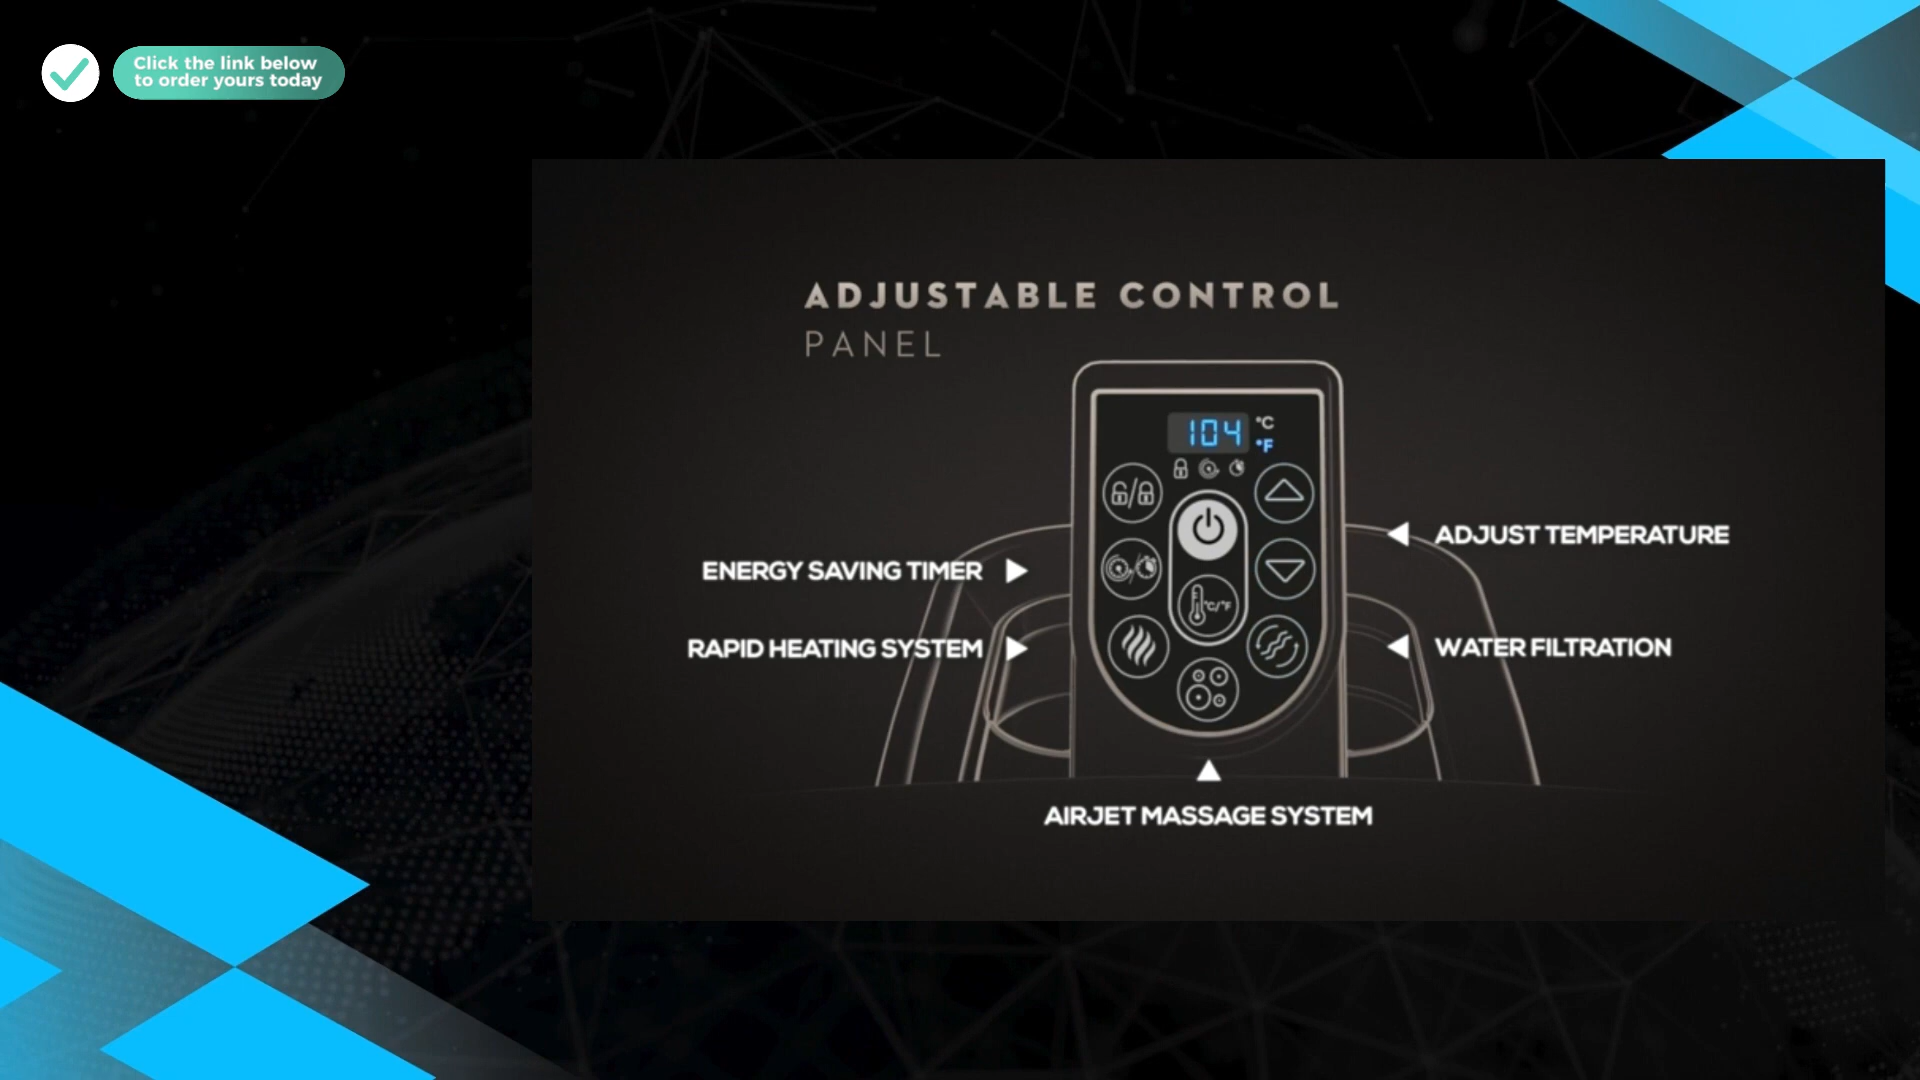 Click the link below
to order yours today
ADJUSTABLE CONTROL
PANEL
104
°C
°F
ADJUST TEMPERATURE
ENERGY SAVING TIMER
°C/°F
RAPID HEATING SYSTEM
WATER FILTRATION
AIRJET MASSAGE SYSTEM